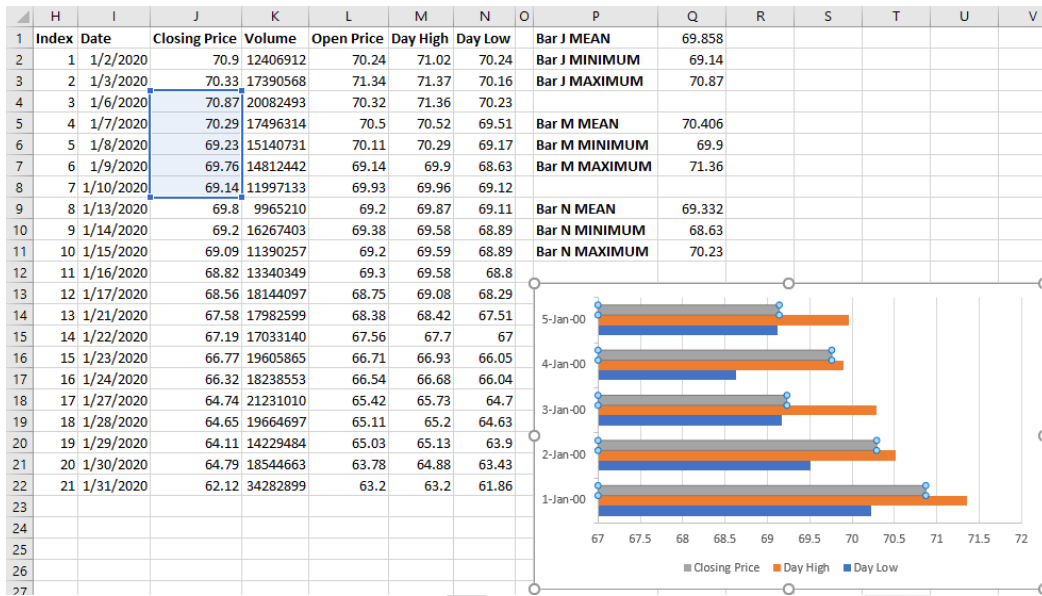 H I J K L M N O P Q R S T U V
1 Index Date Closing Price Volume Open Price Day High Day Low Bar J MEAN 69.858
2 1 1/2/2020 70.9 12406912 70.24 71.02 70.24 Bar J MINIMUM 69.14
3 2 1/3/2020 70.33 17390568 71.34 71.37 70.16 Bar J MAXIMUM 70.87
4 3 1/6/2020 70.87 20082493 70.32 71.36 70.23
5 4 1/7/2020 70.29 17496314 70.5 70.52 69.51 Bar M MEAN 70.406
6 5 1/8/2020 69.23 15140731 70.11 70.29 69.17 Bar M MINIMUM 69.9
7 6 1/9/2020 69.76 14812442 69.14 69.9 68.63 Bar M MAXIMUM 71.36
8 7 1/10/2020 69.14 11997133 69.93 69.96 69.12
9 8 1/13/2020 69.8 9965210 69.2 69.87 69.11 Bar N MEAN 69.332
10 9 1/14/2020 69.2 16267403 69.38 69.58 68.89 Bar N MINIMUM 68.63
11 10 1/15/2020 69.09 11390257 69.2 69.59 68.89 Bar N MAXIMUM 70.23
12 11 1/16/2020 68.82 13340349 69.3 69.58 68.8
13 12 1/17/2020 68.56 18144097 68.75 69.08 68.29
14 13 1/21/2020 67.58 17982599 68.38 68.42 67.51
15 14 1/22/2020 67.19 17033140 67.56 67.7 67
16 15 1/23/2020 66.77 19605865 66.71 66.93 66.05
17 16 1/24/2020 66.32 18238553 66.54 66.68 66.04
18 17 1/27/2020 64.74 21231010 65.42 65.73 64.7
19 18 1/28/2020 64.65 19664697 65.11 65.2 64.63
20 19 1/29/2020 64.11 14229484 65.03 65.13 63.9
21 20 1/30/2020 64.79 18544663 63.78 64.88 63.43
22 21 1/31/2020 62.12 34282899 63.2 63.2 61.86
23
24
25
26
27
5-Jan-00
4-Jan-00
3-Jan-00
2-Jan-00
1-Jan-00
67 67.5 68 68.5 69 69.5 70 70.5 71 71.5 72
Closing Price Day High Day Low